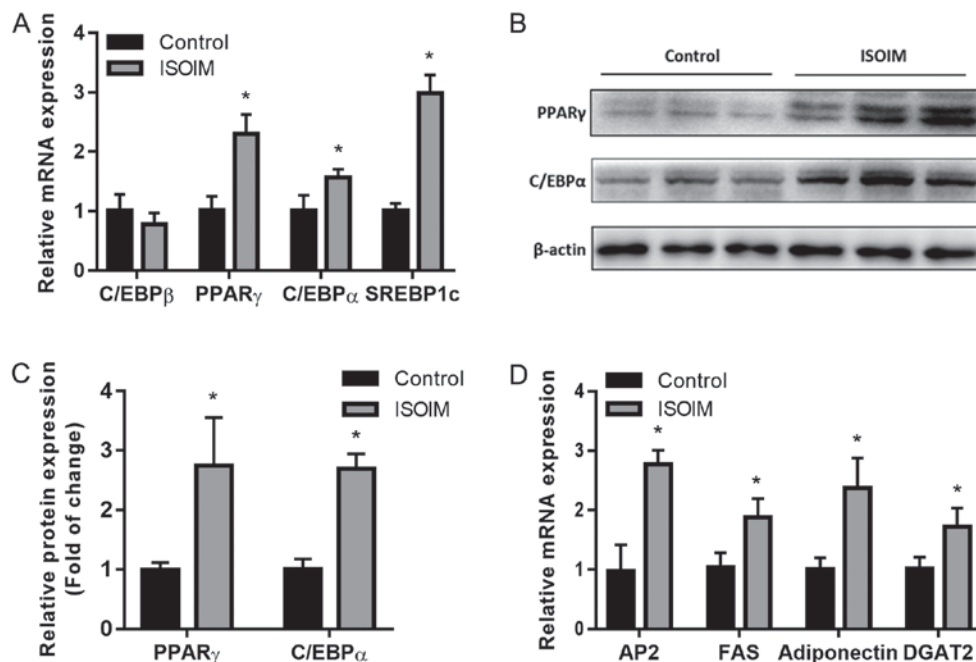 A
Control
ISOIM
Relative mRNA expression
4
3
2
1
0
*
*
*
C/EBPβ PPARγ C/EBPα SREBP1c
B
Control ISOIM
PPARγ
C/EBPα
β-actin
C
Control
ISOIM
Relative protein expression
(Fold of change)
4
3
2
1
0
*
*
PPARγ C/EBPα
D
Control
ISOIM
Relative mRNA expression
4
3
2
1
0
*
*
*
*
AP2 FAS Adiponectin DGAT2